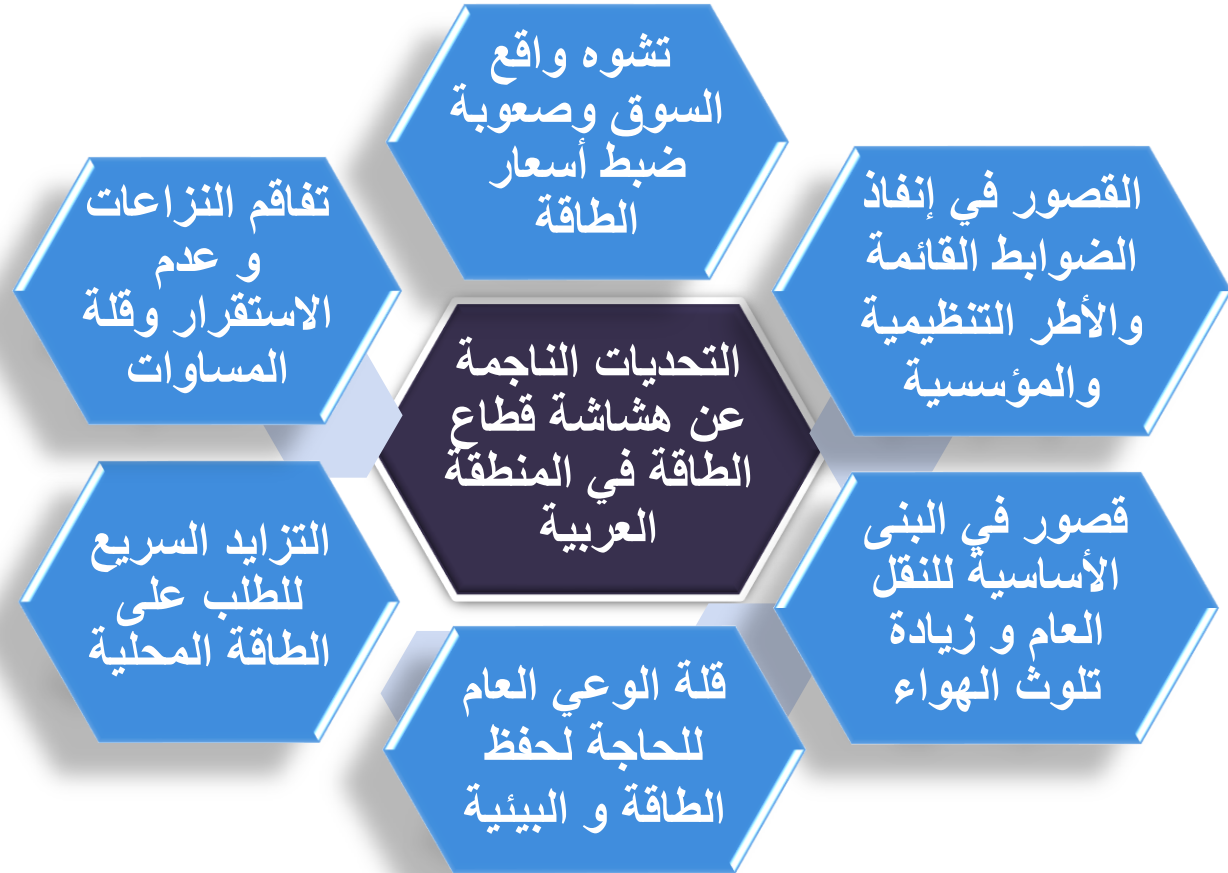 تشوه واقع
السوق وصعوبة
ضبط أسعار
الطاقة
القصور في إنفاذ
الضوابط القائمة
والأطر التنظيمية
والمؤسسية
تفاقم النزاعات
و عدم
الاستقرار وقلة
المساوات
التحديات الناجمة
عن هشاشة قطاع
الطاقة في المنطقة
العربية
قصور في البنى
الأساسية للنقل
العام و زيادة
تلوث الهواء
التزايد السريع
للطلب على
الطاقة المحلية
قلة الوعي العام
للحاجة لحفظ
الطاقة و البيئية